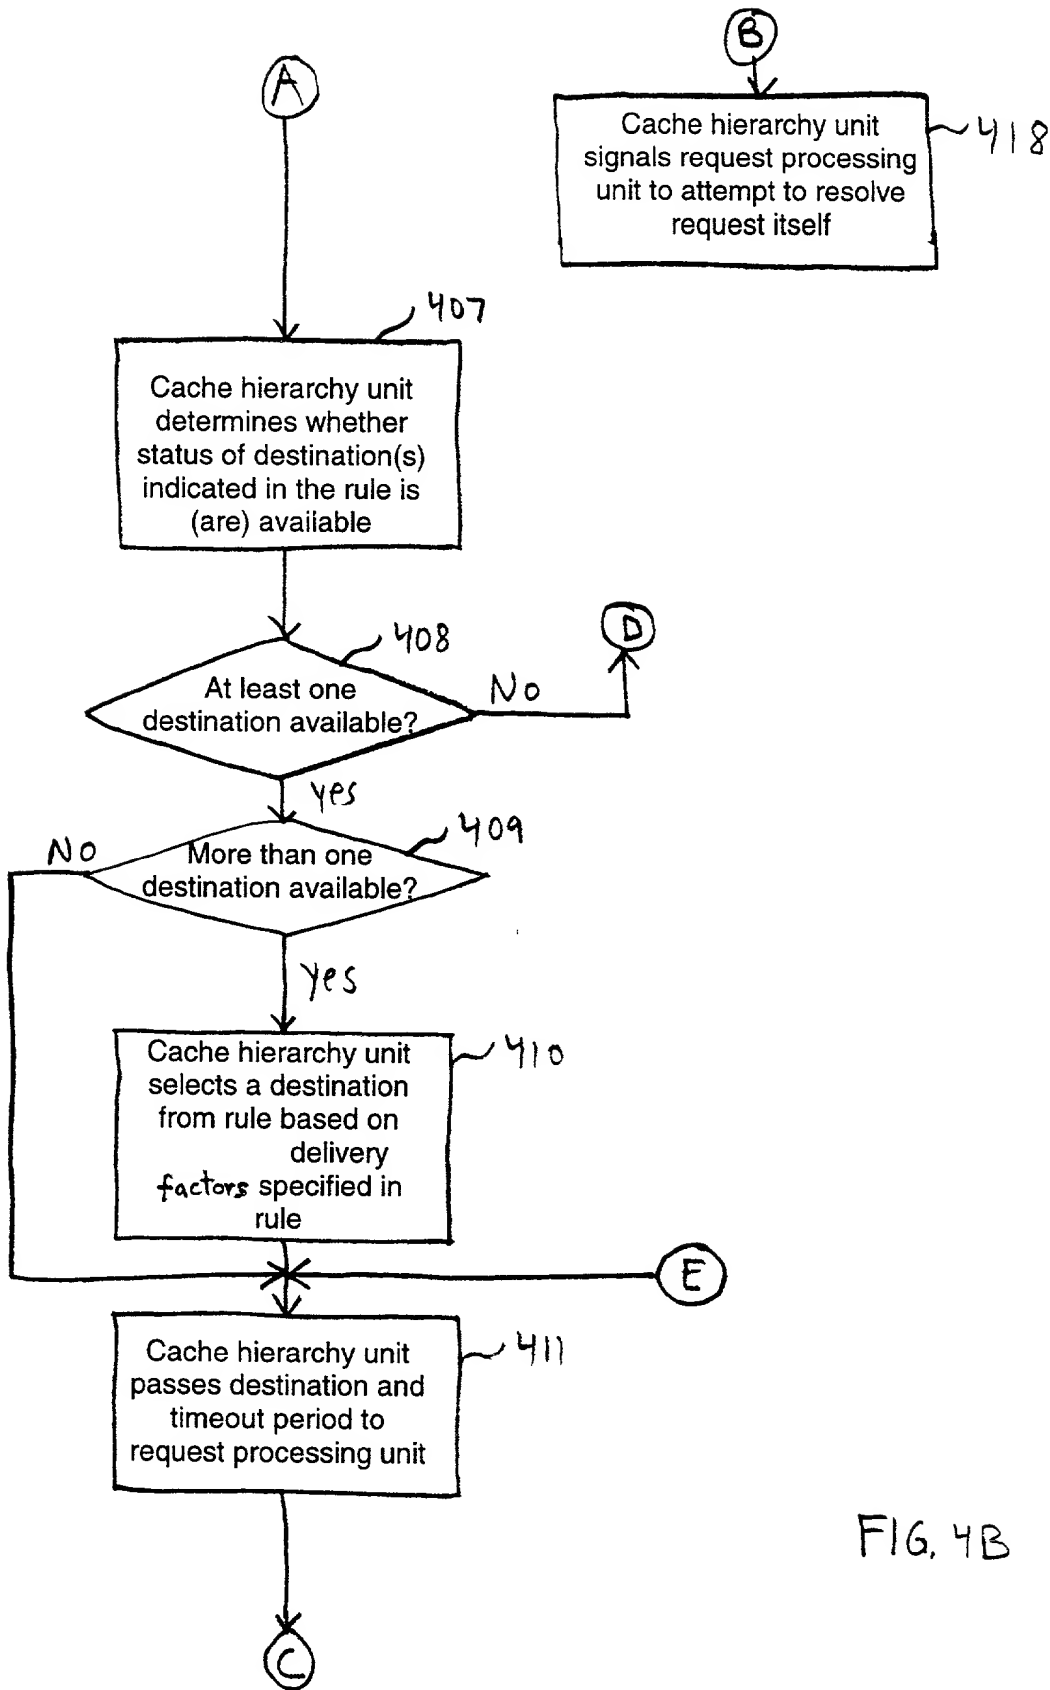 A
B
Cache hierarchy unit
signals request processing
unit to attempt to resolve
request itself
418
407
Cache hierarchy unit
determines whether
status of destination(s)
indicated in the rule is
(are) available
408
D
At least one
destination available?
No
yes
409
No
More than one
destination available?
yes
410
Cache hierarchy unit
selects a destination
from rule based on
delivery
factors specified in
rule
E
411
Cache hierarchy unit
passes destination and
timeout period to
request processing unit
FIG. 4B
C